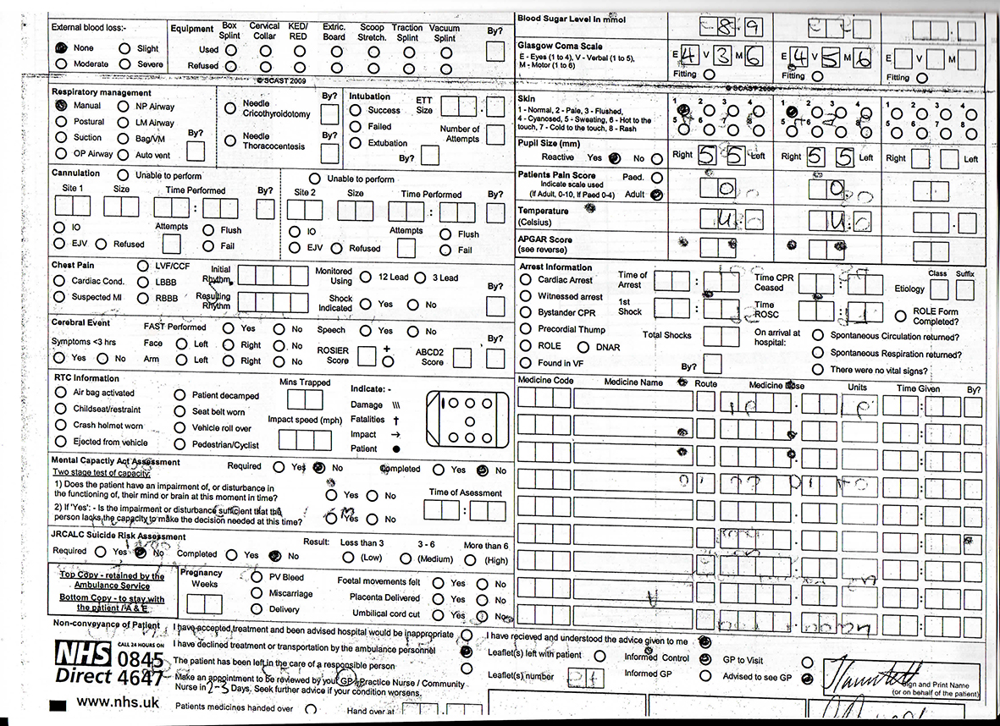 Blood Sugar Level In mmol
8 9
External blood loss:-
None Slight
Moderate Severe
Equipment Box Splint Cervical Collar KED/ RED Extric. Board Scoop Stretch. Traction Splint Vacuum Splint By?
Used
Refused
Glasgow Coma Scale
E - Eyes (1 to 4), V - Verbal (1 to 5),
M - Motor (1 to 6)
E 4 V 3 M 6 E 4 V 5 M 6 E V M
Fitting Fitting Fitting
© SCAST 2009 © SCAST 2009
Respiratory management
Manual NP Airway
Postural LM Airway
Suction Bag/VM By?
OP Airway Auto vent
Needle Cricothyroidotomy By?
Needle Thoracocentesis By?
Intubation ETT Size
Success
Failed Number of Attempts
Extubation
By?
Skin
1 - Normal, 2 - Pale, 3 - Flushed,
4 - Cyanosed, 5 - Sweating, 6 - Hot to the
touch, 7 - Cold to the touch, 8 - Rash
1 2 3 4 1 2 3 4 1 2 3 4
5 6 7 8 5 6 7 8 5 6 7 8
Pupil Size (mm)
Reactive Yes No
Right 5 5 Left Right 5 5 Left Right Left
Cannulation Unable to perform Unable to perform
Site 1 Size Time Performed By? Site 2 Size Time Performed By?
IO Attempts Flush IO Attempts Flush
EJV Refused Fail EJV Refused Fail
Patients Pain Score Paed.
Indicate scale used
(If Adult, 0-10, If Paed 0-4) Adult
0 0
Temperature
(Celsius)
APGAR Score
(see reverse)
Chest Pain LVF/CCF Initial Rhythm Monitored Using 12 Lead 3 Lead
Cardiac Cond. LBBB
Suspected MI RBBB Resulting Rhythm Shock Indicated Yes No By?
Arrest Information
Cardiac Arrest Time of Arrest Time CPR Ceased Etiology Class Suffix
Witnessed arrest
Bystander CPR 1st Shock Time ROSC ROLE Form Completed?
Precordial Thump Total Shocks On arrival at hospital: Spontaneous Circulation returned?
ROLE DNAR Spontaneous Respiration returned?
Found in VF By? There were no vital signs?
Cerebral Event FAST Performed Yes No Speech Yes No
Symptoms <3 hrs Face Left Right No ROSIER Score + - ABCD2 Score By?
Yes No Arm Left Right No
RTC Information Mins Trapped Indicate: -
Air bag activated Patient decamped Damage \\\
Childseat/restraint Seat belt worn Impact speed (mph) Fatalities †
Crash helmet worn Vehicle roll over Impact →
Ejected from vehicle Pedestrian/Cyclist Patient ●
Medicine Code Medicine Name Route Medicine Dose Units Time Given By?
Mental Capactiy Act Assessment Required Yes No Completed Yes No
Two stage test of capacity:
1) Does the patient have an impairment of, or disturbance in
the functioning of, their mind or brain at this moment in time? Yes No Time of Asessment
2) If 'Yes': - Is the impairment or disturbance sufficient that the
person lacks the capacity to make the decision needed at this time? Yes No
JRCALC Suicide Risk Assessment Result: Less than 3 3 - 6 More than 6
Required Yes No Completed Yes No (Low) (Medium) (High)
Top Copy - retained by the
Ambulance Service
Bottom Copy - to stay with
the patient / A & E
Pregnancy
Weeks
PV Bleed Foetal movements felt Yes No
Miscarriage Placenta Delivered Yes No
Delivery Umbilical cord cut Yes No
Non-conveyance of Patient
I have accepted treatment and been advised hospital would be inappropriate
I have declined treatment or transportation by the ambulance personnel
The patient has been left in the care of a responsible person
Make an appointment to be reviewed by your GP / Practice Nurse / Community
Nurse in 2-3 Days. Seek further advice if your condition worsens.
Patients medicines handed over Hand over at
NHS CALL 24 HOURS ON
Direct 0845 4647
www.nhs.uk
I have recieved and understood the advice given to me
Leaflet(s) left with patient Informed Control GP to Visit
Leaflet(s) number Informed GP Advised to see GP
Sign and Print Name
(or on behalf of the patient)